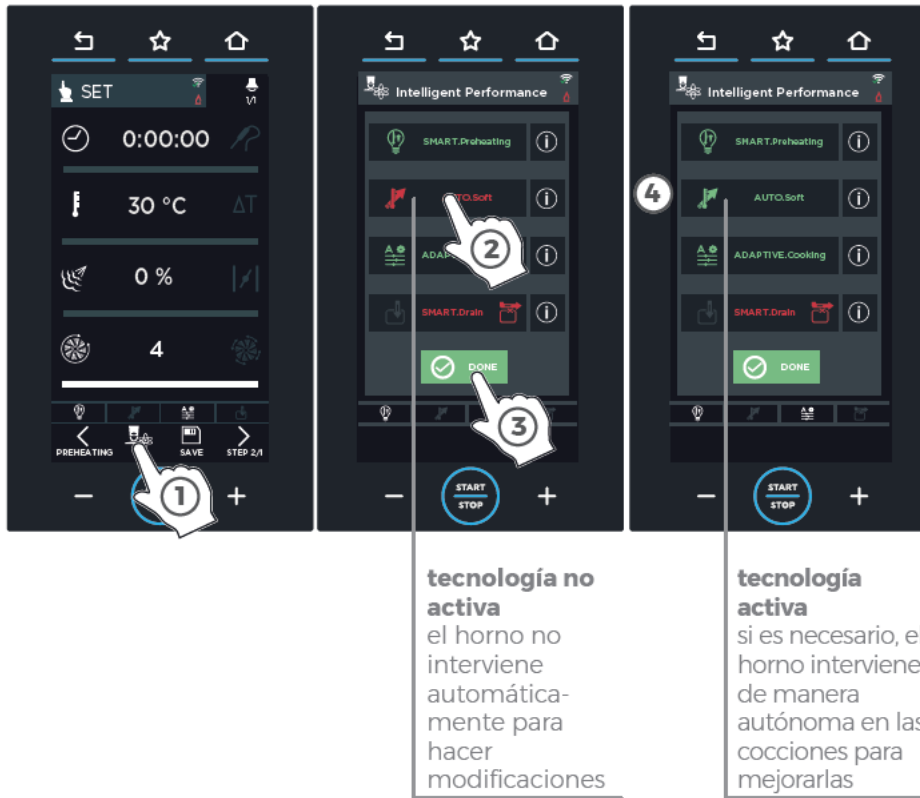 SET
0:00:00
30 °C
ΔT
0 %
4
PREHEATING
SAVE
STEP 2/1
1
Intelligent Performance
SMART.Preheating
TO.Soft
2
ADAP
SMART.Drain
DONE
3
START
STOP
Intelligent Performance
SMART.Preheating
4
AUTO.Soft
ADAPTIVE.Cooking
SMART.Drain
DONE
START
STOP
tecnología no
activa
el horno no
interviene
automática-
mente para
hacer
modificaciones
tecnología
activa
si es necesario, el
horno interviene
de manera
autónoma en las
cocciones para
mejorarlas